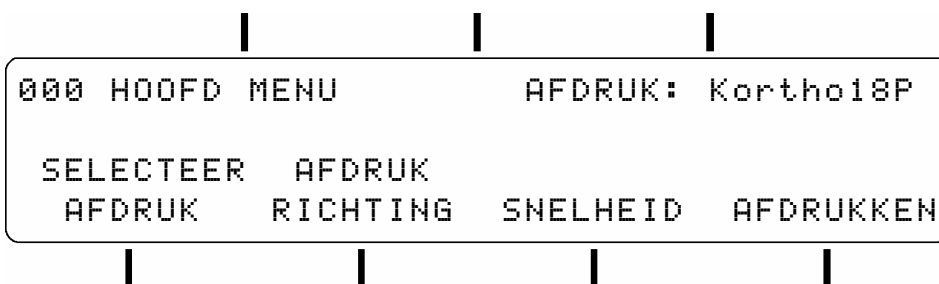 000 HOOFD MENU AFDRUK: Kortho18P
SELECTEER AFDRUK
AFDRUK RICHTING SNELHEID AFDRUKKEN